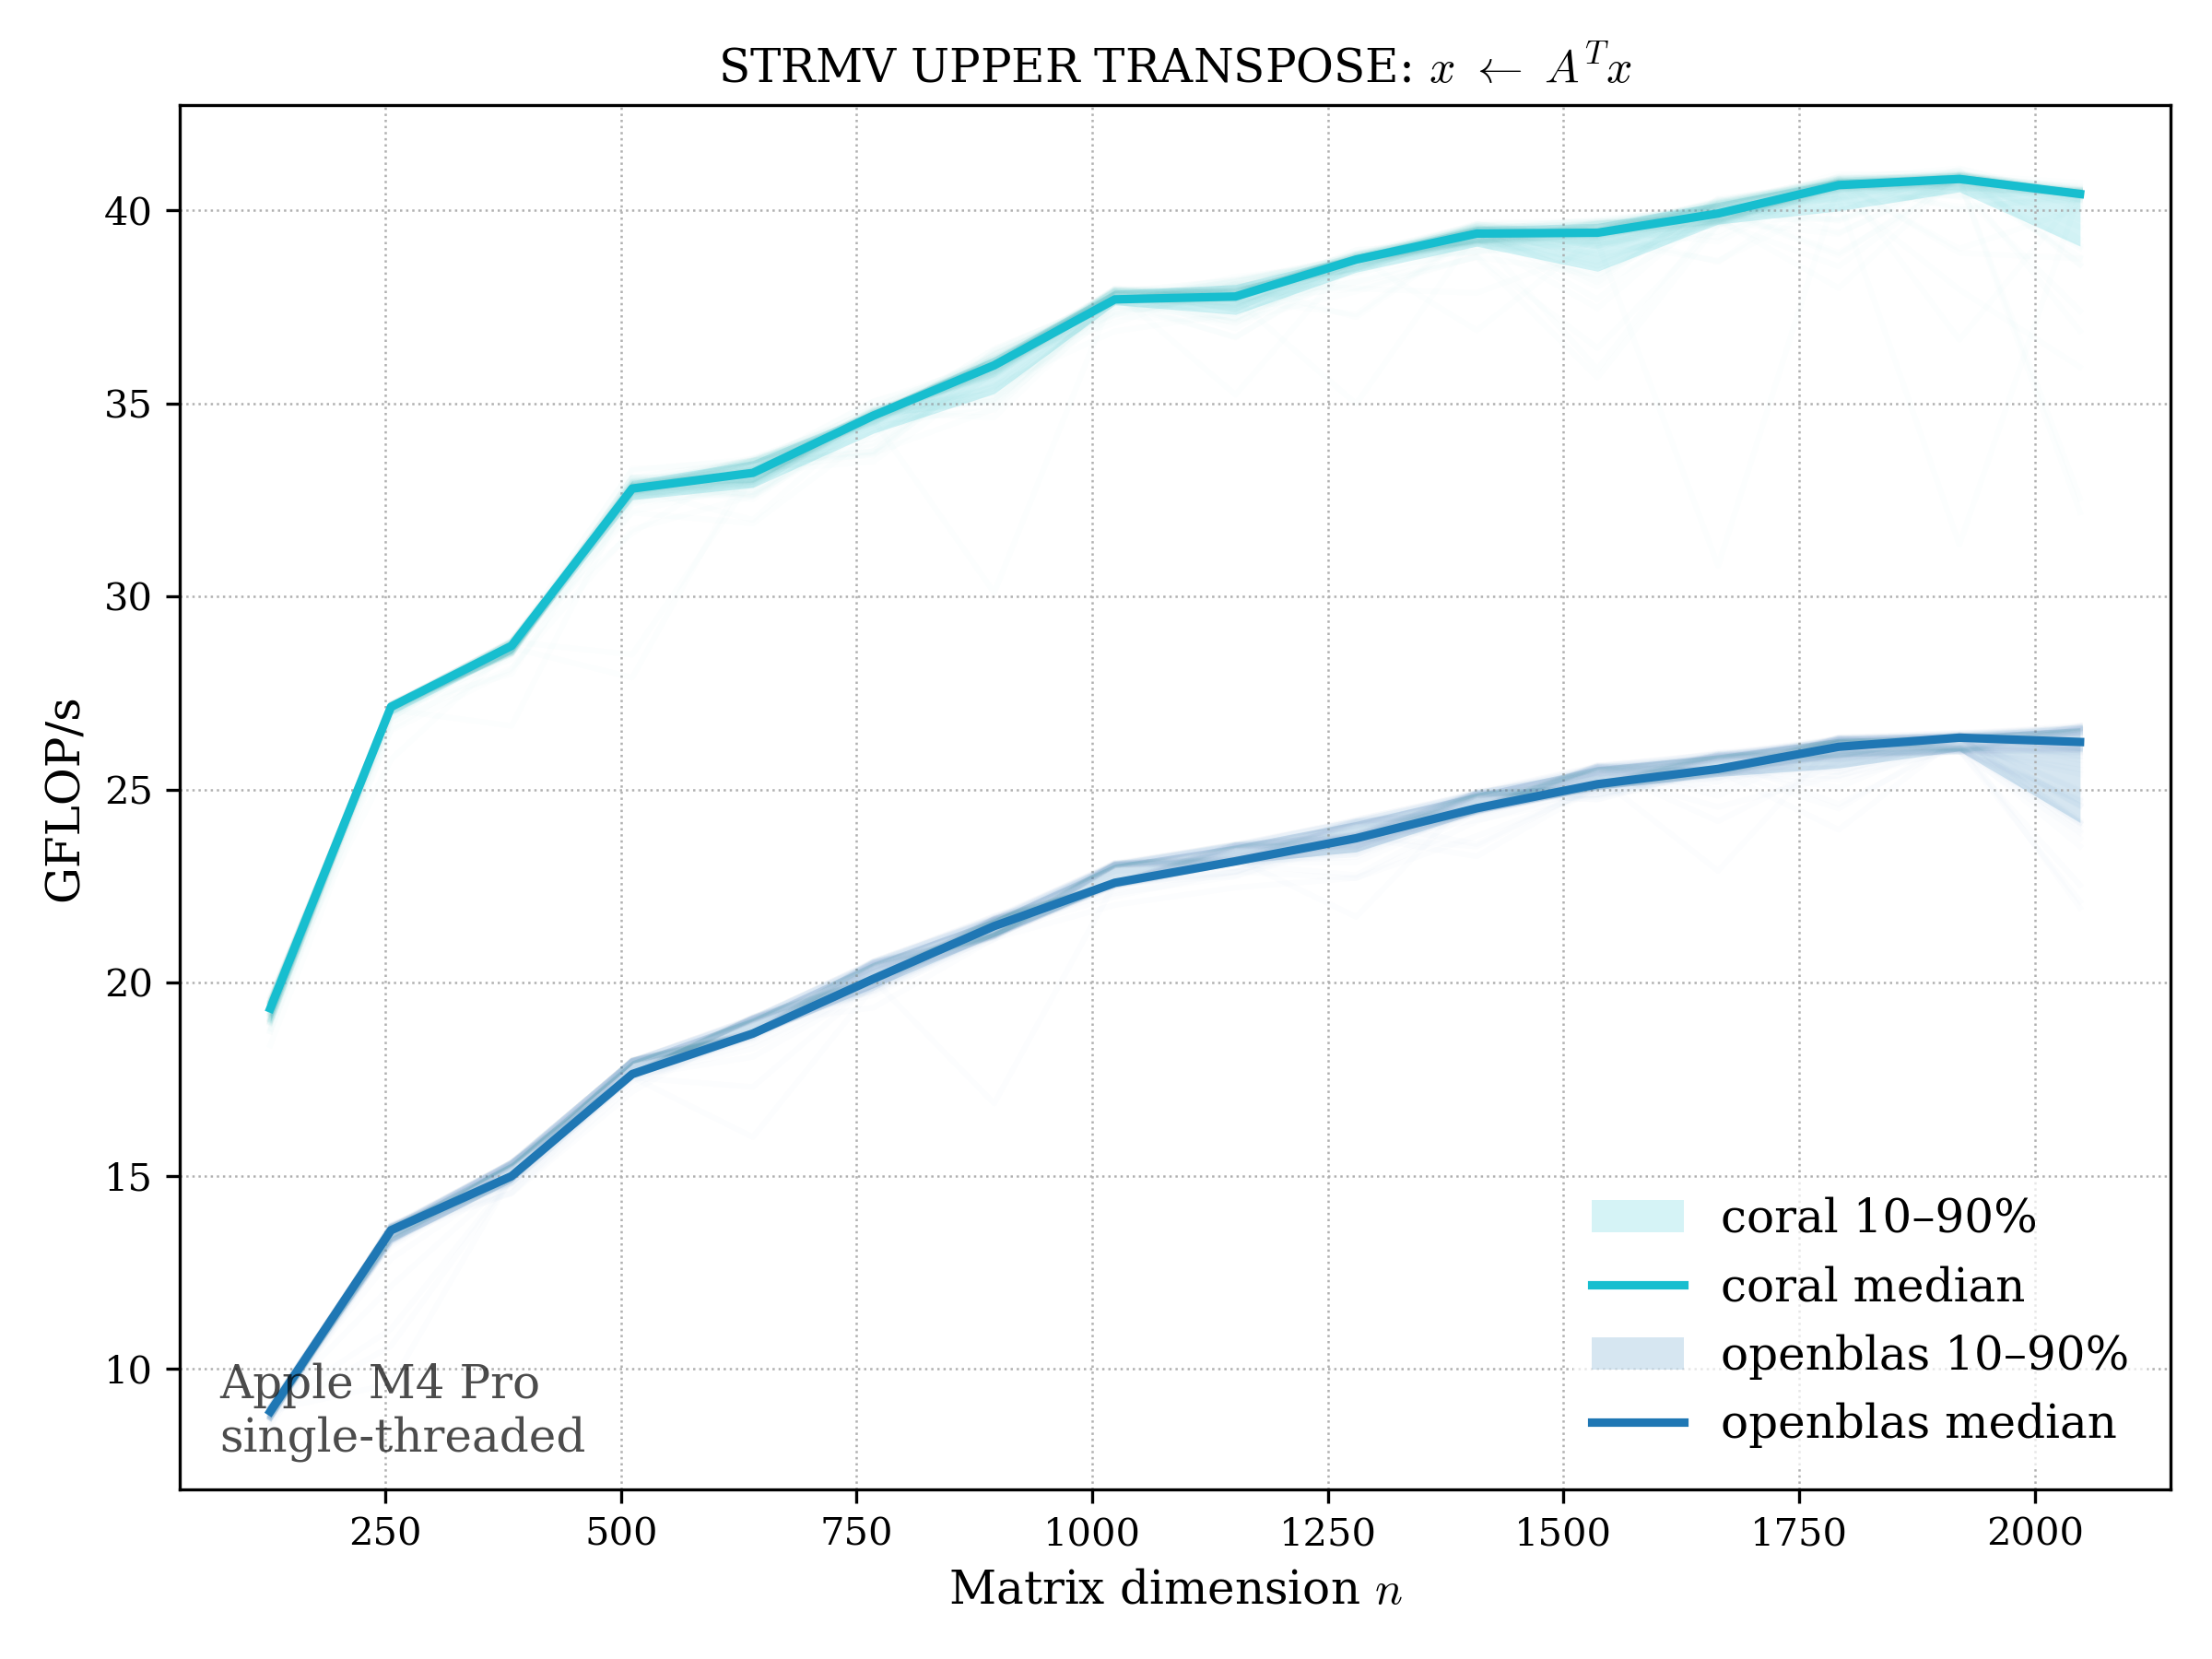 STRMV UPPER TRANSPOSE: x ← Aᵀx
GFLOP/s
40
35
30
25
20
15
10
Apple M4 Pro
single-threaded
coral 10–90%
coral median
openblas 10–90%
openblas median
250 500 750 1000 1250 1500 1750 2000
Matrix dimension n